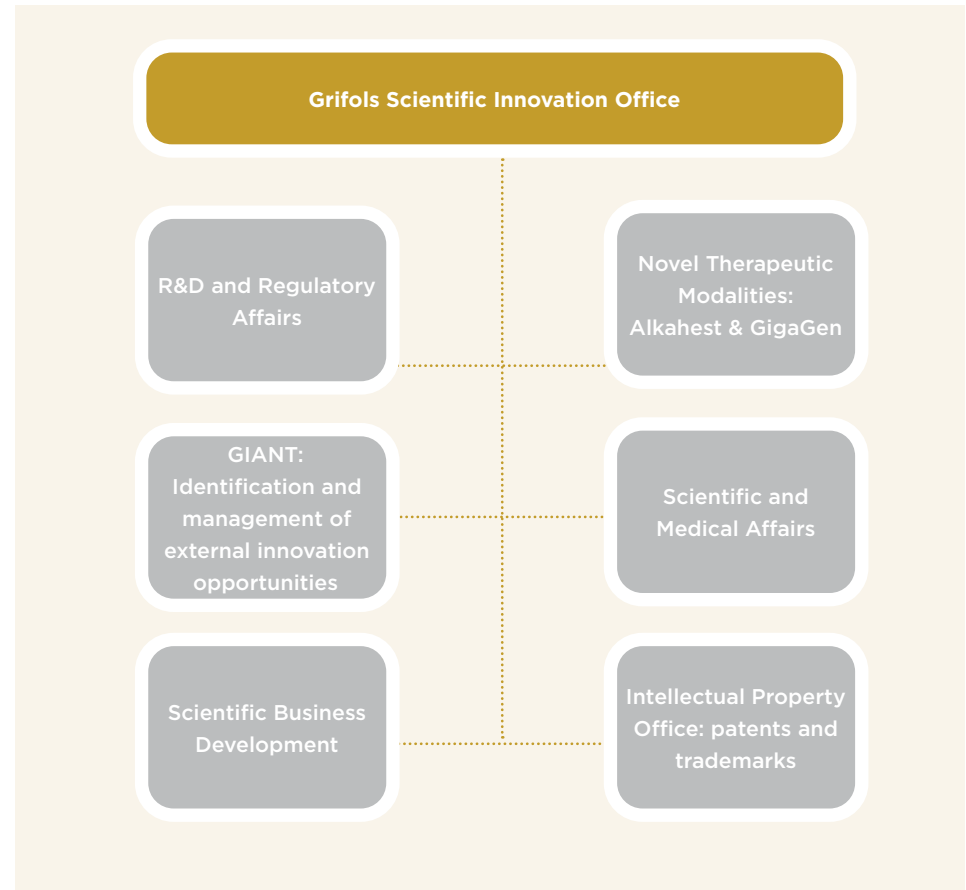 Grifols Scientific Innovation Office
R&D and Regulatory
Affairs
Novel Therapeutic
Modalities:
Alkahest & GigaGen
GIANT:
Identification and
management of
external innovation
opportunities
Scientific and
Medical Affairs
Scientific Business
Development
Intellectual Property
Office: patents and
trademarks